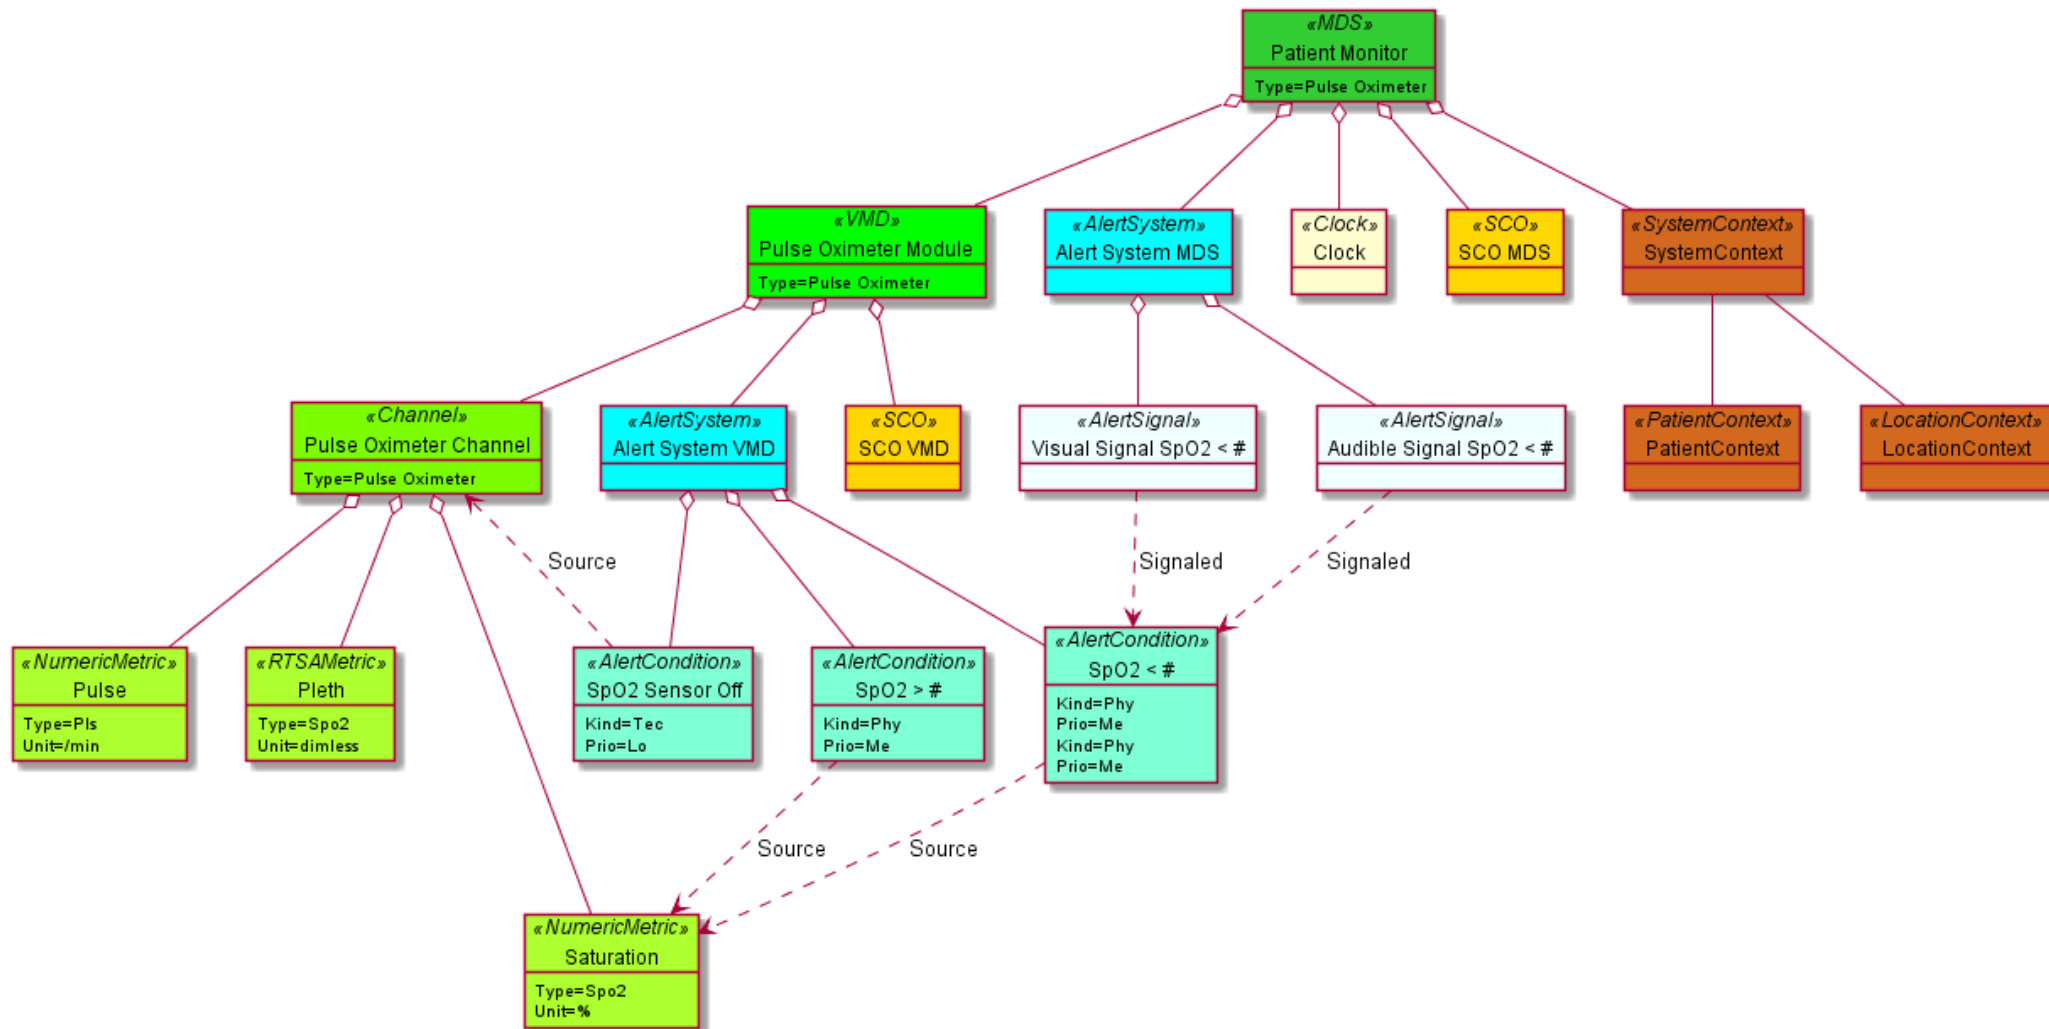 «MDS»
Patient Monitor
Type=Pulse Oximeter
«VMD»
Pulse Oximeter Module
Type=Pulse Oximeter
«AlertSystem»
Alert System MDS
«Clock»
Clock
«SCO»
SCO MDS
«SystemContext»
SystemContext
«Channel»
Pulse Oximeter Channel
Type=Pulse Oximeter
«AlertSystem»
Alert System VMD
«SCO»
SCO VMD
«AlertSignal»
Visual Signal SpO2 < #
«AlertSignal»
Audible Signal SpO2 < #
«PatientContext»
PatientContext
«LocationContext»
LocationContext
Source
Signaled
Signaled
«NumericMetric»
Pulse
Type=Pls
Unit=/min
«RTSAMetric»
Pleth
Type=Spo2
Unit=dimless
«AlertCondition»
SpO2 Sensor Off
Kind=Tec
Prio=Lo
«AlertCondition»
SpO2 > #
Kind=Phy
Prio=Me
«AlertCondition»
SpO2 < #
Kind=Phy
Prio=Me
Kind=Phy
Prio=Me
Source
Source
«NumericMetric»
Saturation
Type=Spo2
Unit=%